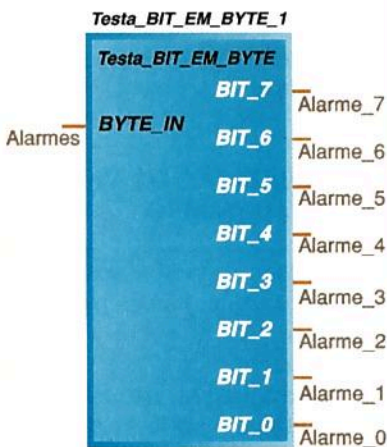 Testa_BIT_EM_BYTE_1
Testa_BIT_EM_BYTE
BIT_7
Alarme_7
Alarmes
BYTE_IN
BIT_6
Alarme_6
BIT_5
Alarme_5
BIT_4
Alarme_4
BIT_3
Alarme_3
BIT_2
Alarme_2
BIT_1
Alarme_1
BIT_0
Alarme_0